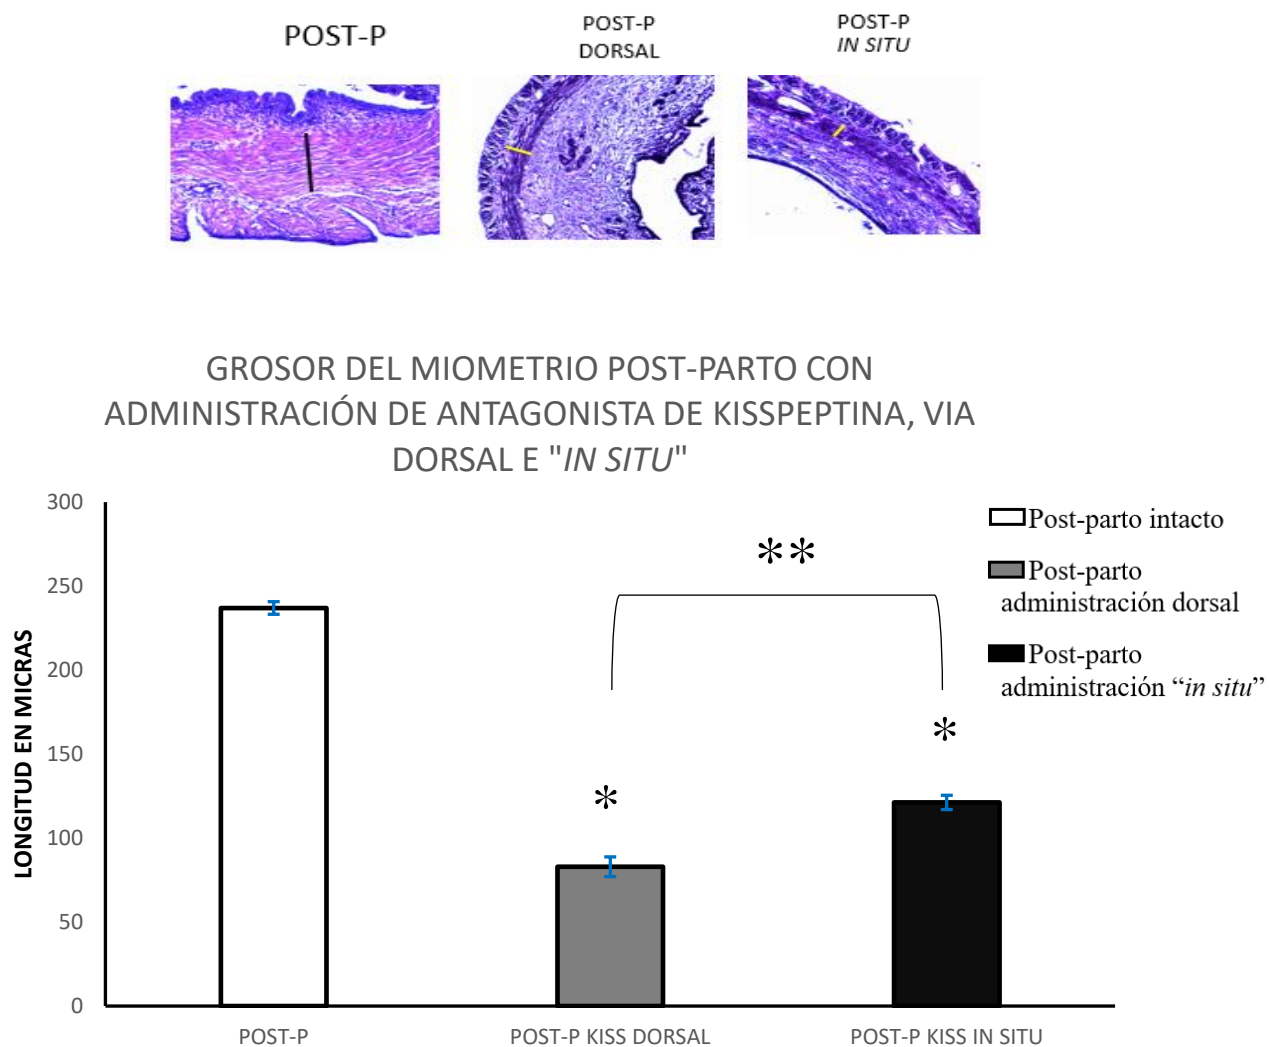 POST-P
POST-P
DORSAL
POST-P
IN SITU
GROSOR DEL MIOMETRIO POST-PARTO CON
ADMINISTRACIÓN DE ANTAGONISTA DE KISSPEPTINA, VIA
DORSAL E "IN SITU"
LONGITUD EN MICRAS
300
250
200
150
100
50
0
**
*
*
POST-P
POST-P KISS DORSAL
POST-P KISS IN SITU
Post-parto intacto
Post-parto
administración dorsal
Post-parto
administración “in situ”